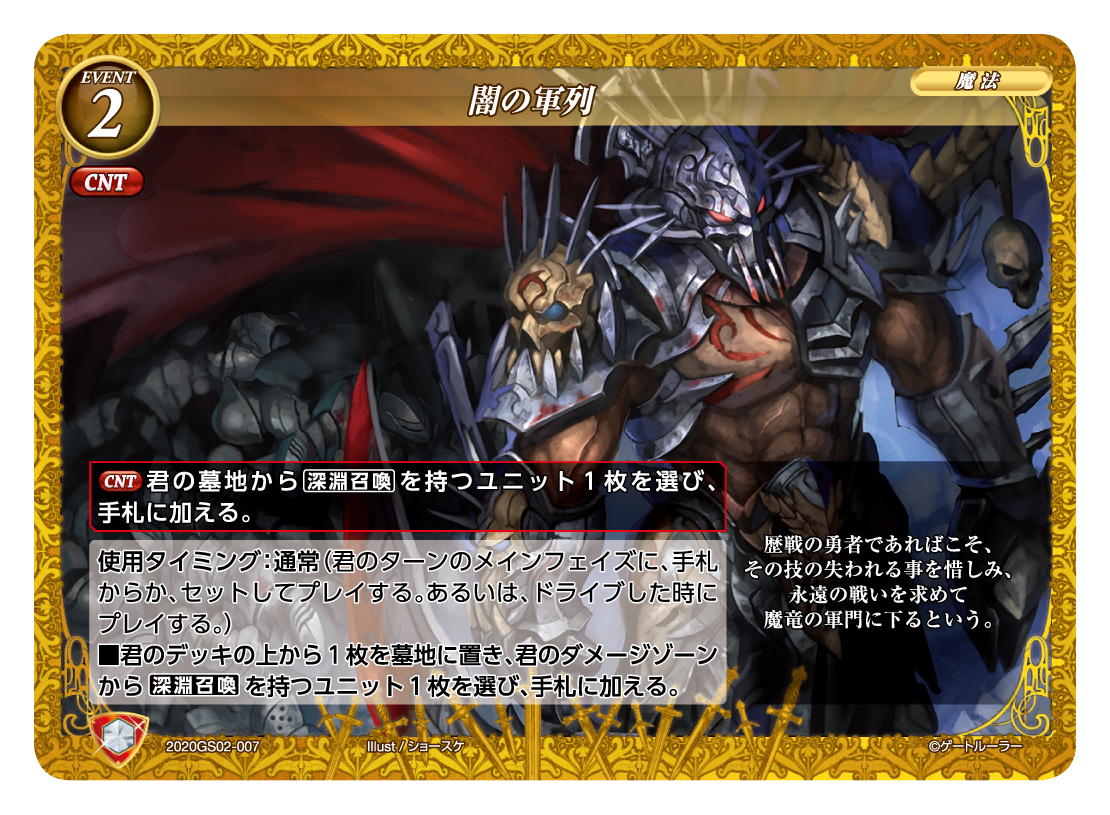 EVENT
2
闇の軍列
魔法
CNT
CNT 君の墓地から深淵召喚を持つユニット1枚を選び、
手札に加える。
使用タイミング:通常(君のターンのメインフェイズに、手札
からか、セットしてプレイする。あるいは、ドライブした時に
プレイする。)
■君のデッキの上から1枚を墓地に置き、君のダメージゾーン
から 深淵召喚 を持つユニット1枚を選び、手札に加える。
歴戦の勇者であればこそ、
その技の失われる事を惜しみ、
永遠の戦いを求めて
魔竜の軍門に下るという。
2020GS02-007
Illust / ショースケ
©ゲートルーラー